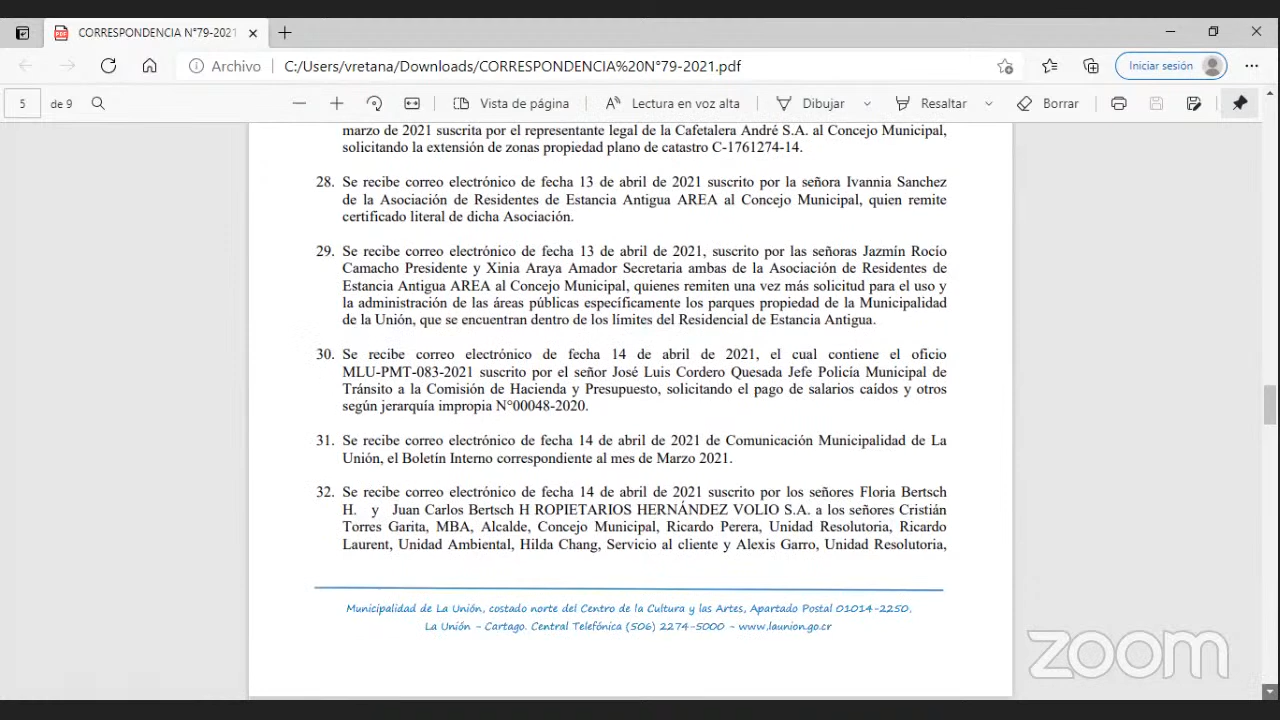 CORRESPONDENCIA N°79-2021
Archivo
C:/Users/vretana/Downloads/CORRESPONDENCIA%20N°79-2021.pdf
Iniciar sesión
5 de 9
Vista de página
Lectura en voz alta
Dibujar
Resaltar
Borrar
marzo de 2021 suscrita por el representante legal de la Cafetalera André S.A. al Concejo Municipal,
solicitando la extensión de zonas propiedad plano de catastro C-1761274-14.
28. Se recibe correo electrónico de fecha 13 de abril de 2021 suscrito por la señora Ivannia Sanchez
de la Asociación de Residentes de Estancia Antigua AREA al Concejo Municipal, quien remite
certificado literal de dicha Asociación.
29. Se recibe correo electrónico de fecha 13 de abril de 2021, suscrito por las señoras Jazmín Rocío
Camacho Presidente y Xinia Araya Amador Secretaria ambas de la Asociación de Residentes de
Estancia Antigua AREA al Concejo Municipal, quienes remiten una vez más solicitud para el uso y
la administración de las áreas públicas específicamente los parques propiedad de la Municipalidad
de la Unión, que se encuentran dentro de los límites del Residencial de Estancia Antigua.
30. Se recibe correo electrónico de fecha 14 de abril de 2021, el cual contiene el oficio
MLU-PMT-083-2021 suscrito por el señor José Luis Cordero Quesada Jefe Policía Municipal de
Tránsito a la Comisión de Hacienda y Presupuesto, solicitando el pago de salarios caídos y otros
según jerarquía impropia N°00048-2020.
31. Se recibe correo electrónico de fecha 14 de abril de 2021 de Comunicación Municipalidad de La
Unión, el Boletín Interno correspondiente al mes de Marzo 2021.
32. Se recibe correo electrónico de fecha 14 de abril de 2021 suscrito por los señores Floria Bertsch
H. y Juan Carlos Bertsch H ROPIETARIOS HERNÁNDEZ VOLIO S.A. a los señores Cristián
Torres Garita, MBA, Alcalde, Concejo Municipal, Ricardo Perera, Unidad Resolutoria, Ricardo
Laurent, Unidad Ambiental, Hilda Chang, Servicio al cliente y Alexis Garro, Unidad Resolutoria,
Municipalidad de La Unión, costado norte del Centro de la Cultura y las Artes, Apartado Postal 01014-2250.
La Unión - Cartago. Central Telefónica (506) 2274-5000 - www.launion.go.cr
zoom